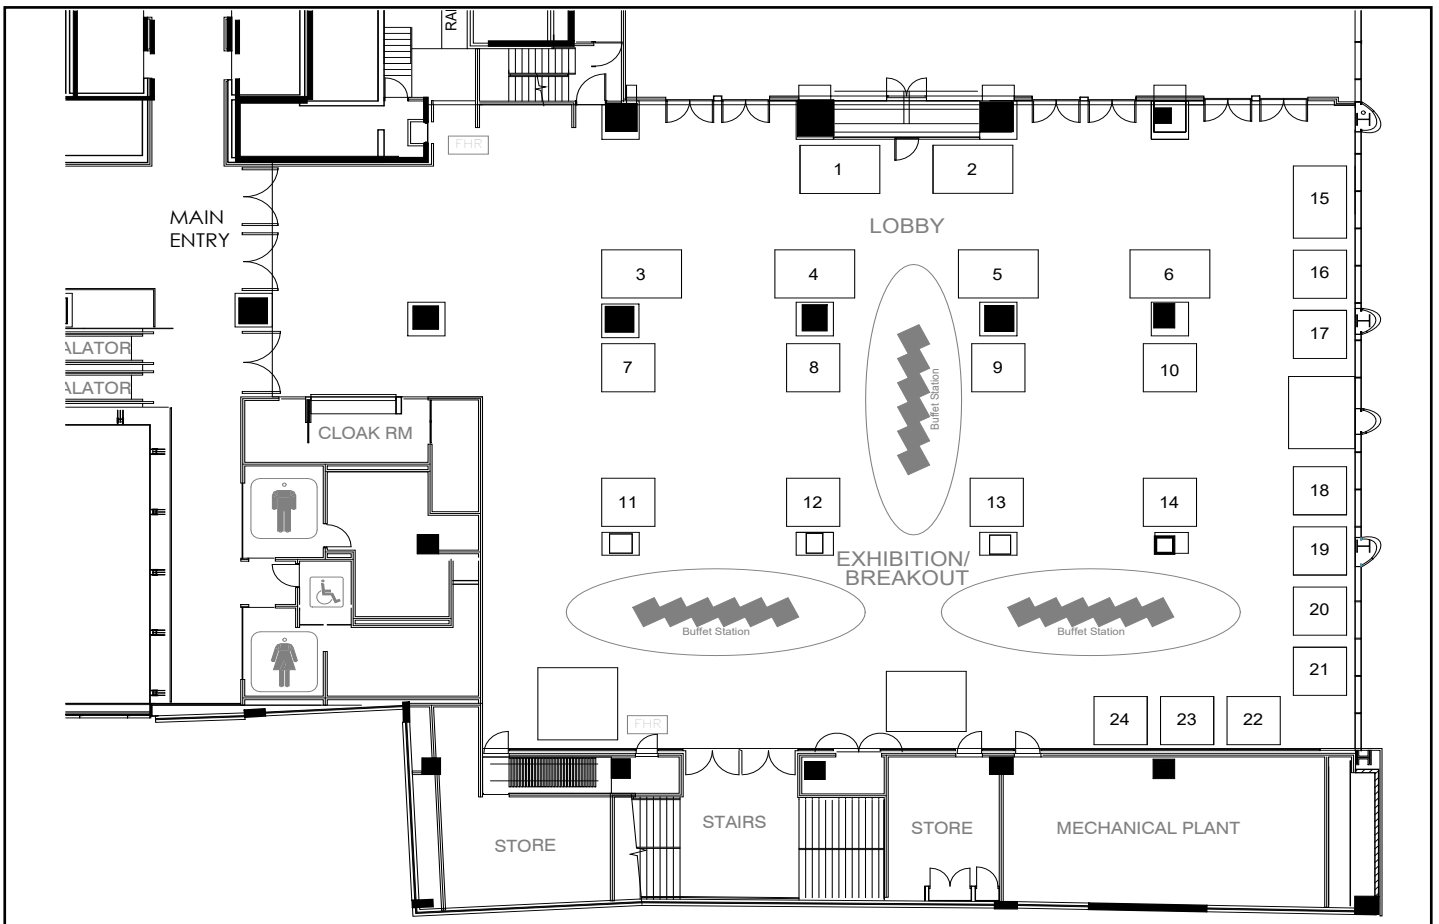 RAI
FHR
1
2
MAIN
ENTRY
LOBBY
15
3
4
5
6
16
17
ALATOR
ALATOR
7
8
9
10
Buffet Station
CLOAK RM
11
12
13
14
18
19
EXHIBITION/
BREAKOUT
20
Buffet Station
Buffet Station
21
FHR
24
23
22
STORE
STAIRS
STORE
MECHANICAL PLANT